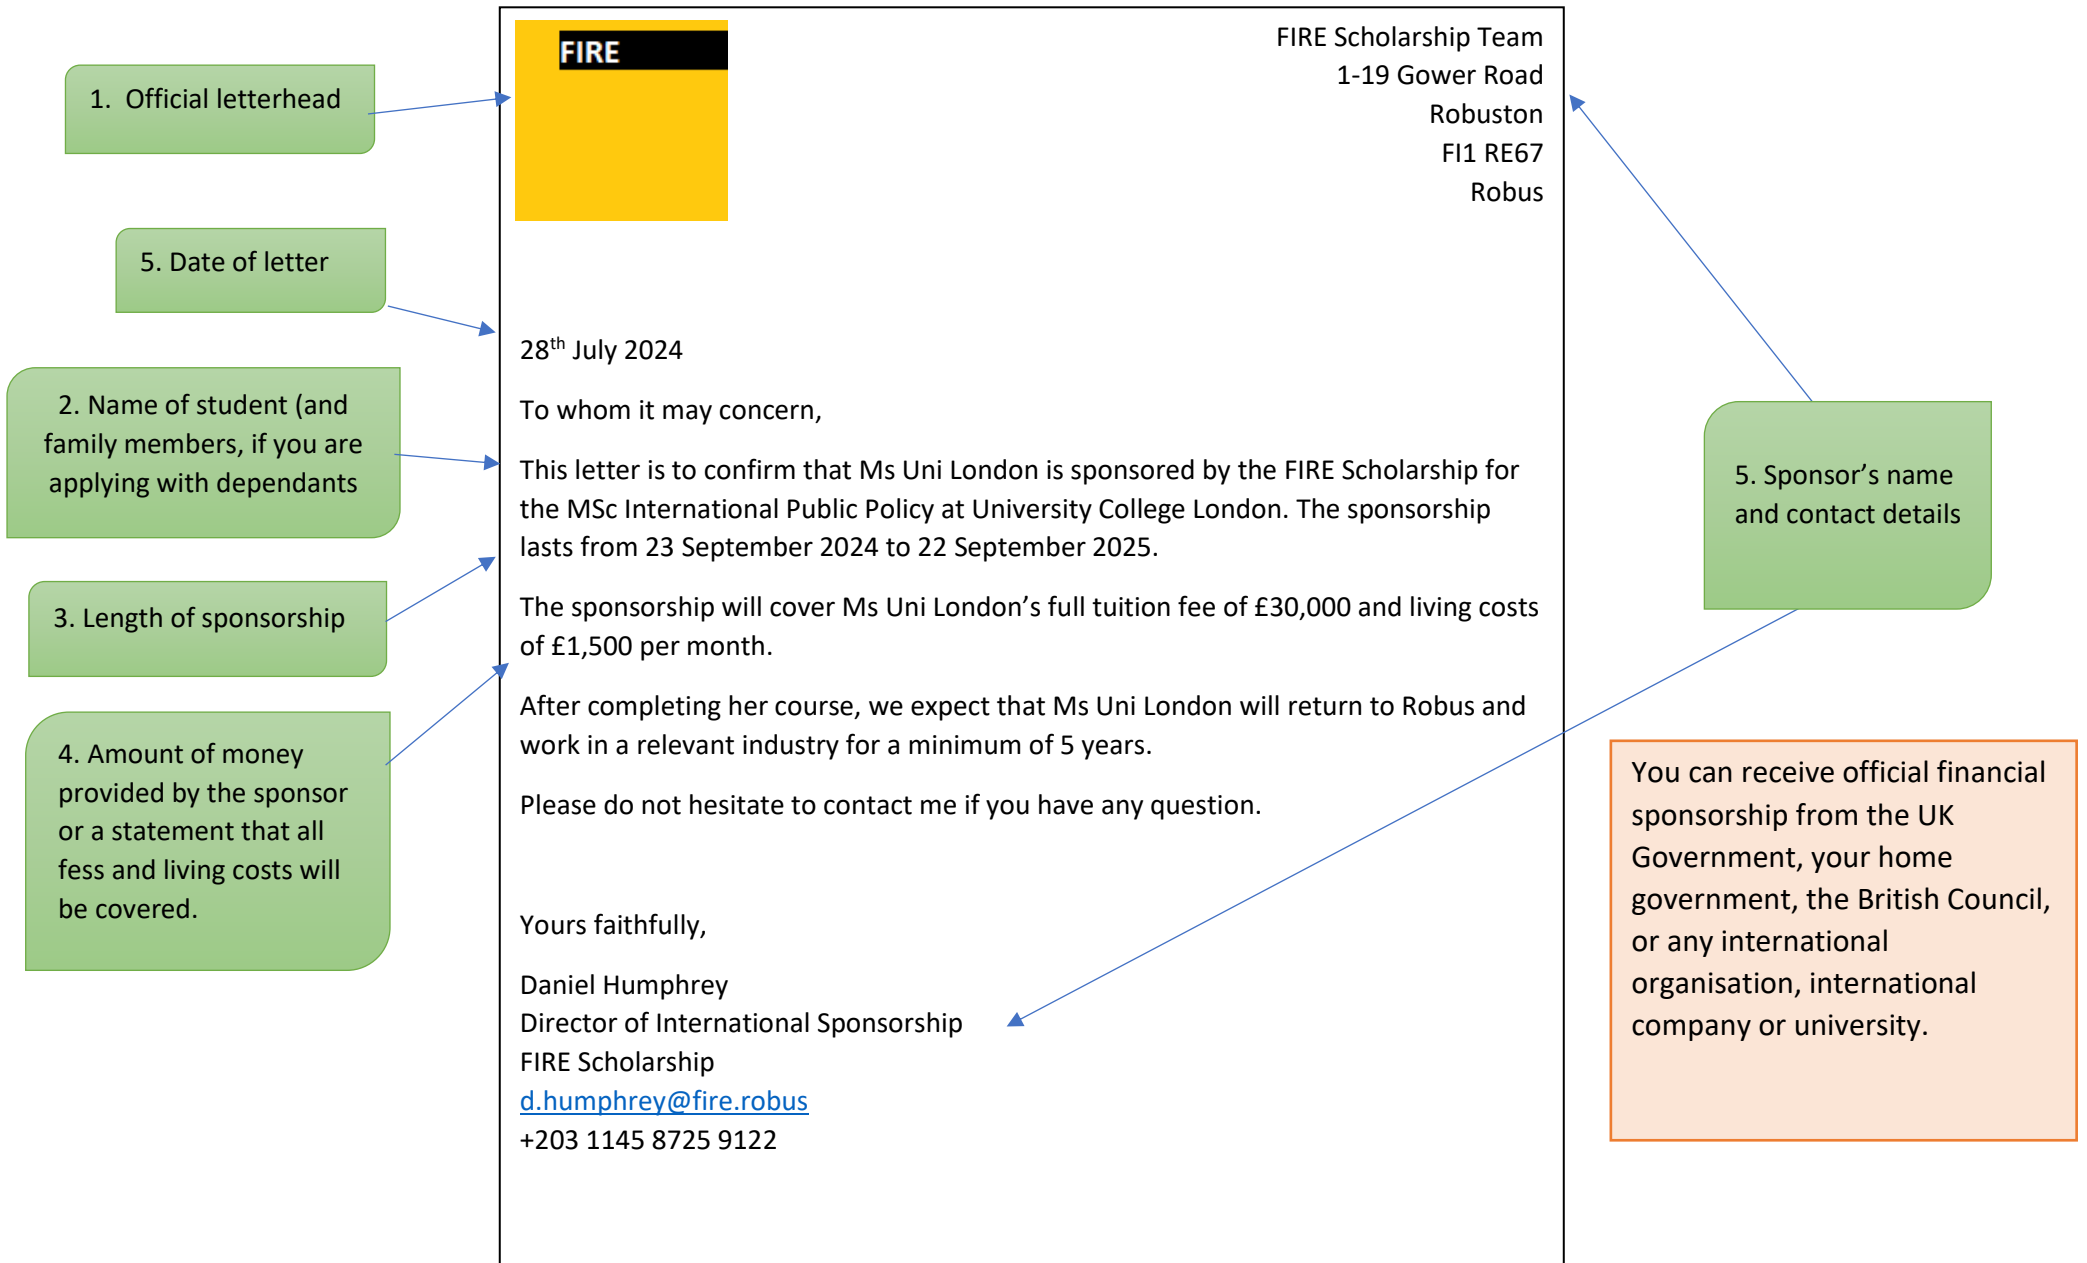 1. Official letterhead
5. Date of letter
2. Name of student (and
family members, if you are
applying with dependants
3. Length of sponsorship
4. Amount of money
provided by the sponsor
or a statement that all
fess and living costs will
be covered.
FIRE
FIRE Scholarship Team
1-19 Gower Road
Robuston
FI1 RE67
Robus
28th July 2024
To whom it may concern,
This letter is to confirm that Ms Uni London is sponsored by the FIRE Scholarship for
the MSc International Public Policy at University College London. The sponsorship
lasts from 23 September 2024 to 22 September 2025.
The sponsorship will cover Ms Uni London’s full tuition fee of £30,000 and living costs
of £1,500 per month.
After completing her course, we expect that Ms Uni London will return to Robus and
work in a relevant industry for a minimum of 5 years.
Please do not hesitate to contact me if you have any question.
Yours faithfully,
Daniel Humphrey
Director of International Sponsorship
FIRE Scholarship
d.humphrey@fire.robus
+203 1145 8725 9122
5. Sponsor’s name
and contact details
You can receive official financial
sponsorship from the UK
Government, your home
government, the British Council,
or any international
organisation, international
company or university.